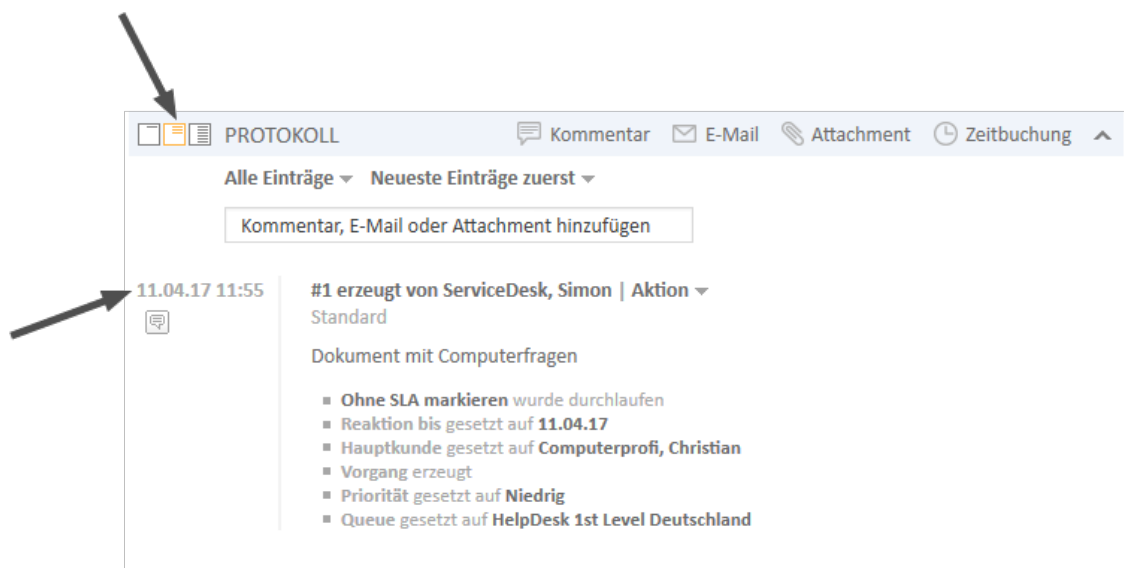 PROTOKOLL Kommentar E-Mail Attachment Zeitbuchung
Alle Einträge Neueste Einträge zuerst
Kommentar, E-Mail oder Attachment hinzufügen
11.04.17 11:55 #1 erzeugt von ServiceDesk, Simon | Aktion
Standard
Dokument mit Computerfragen
Ohne SLA markieren wurde durchlaufen
Reaktion bis gesetzt auf 11.04.17
Hauptkunde gesetzt auf Computerprofi, Christian
Vorgang erzeugt
Priorität gesetzt auf Niedrig
Queue gesetzt auf HelpDesk 1st Level Deutschland